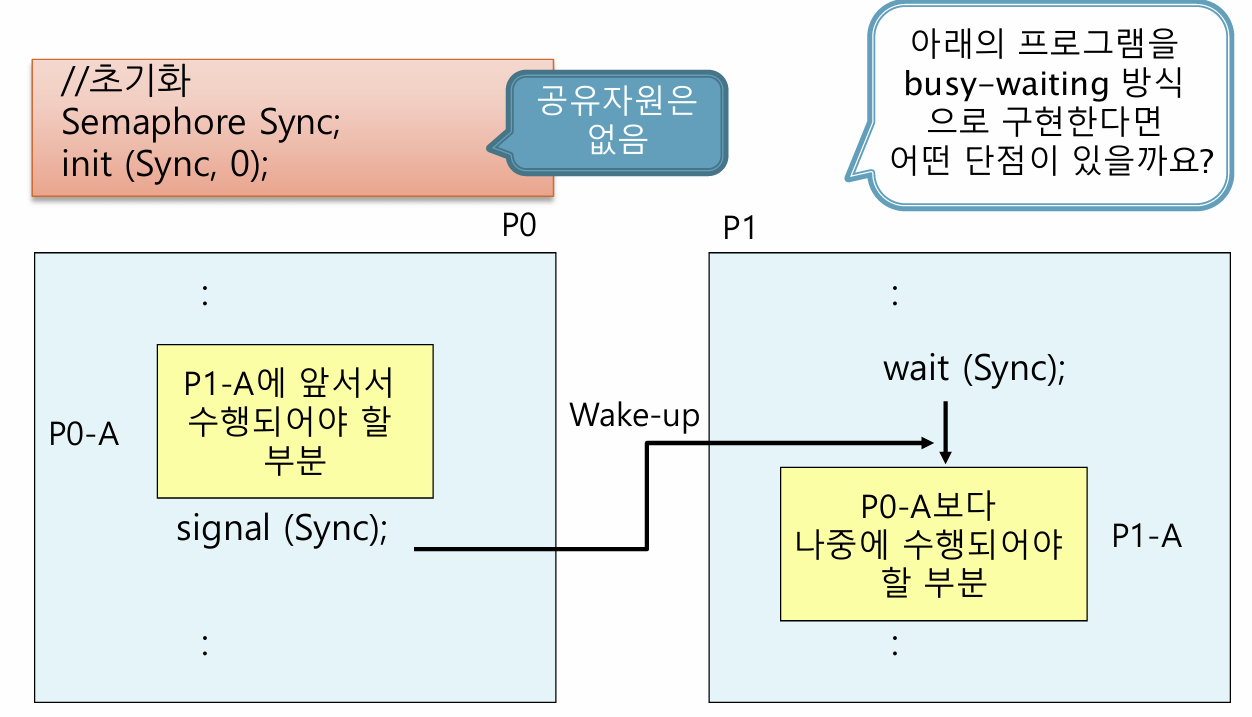 //초기화
Semaphore Sync;
init (Sync, 0);
공유자원은
없음
아래의 프로그램을
busy-waiting 방식
으로 구현한다면
어떤 단점이 있을까요?
P0
:
P0-A
P1-A에 앞서서
수행되어야 할
부분
signal (Sync);
:
Wake-up
P1
:
wait (Sync);
P0-A보다
나중에 수행되어야
할 부분
P1-A
: